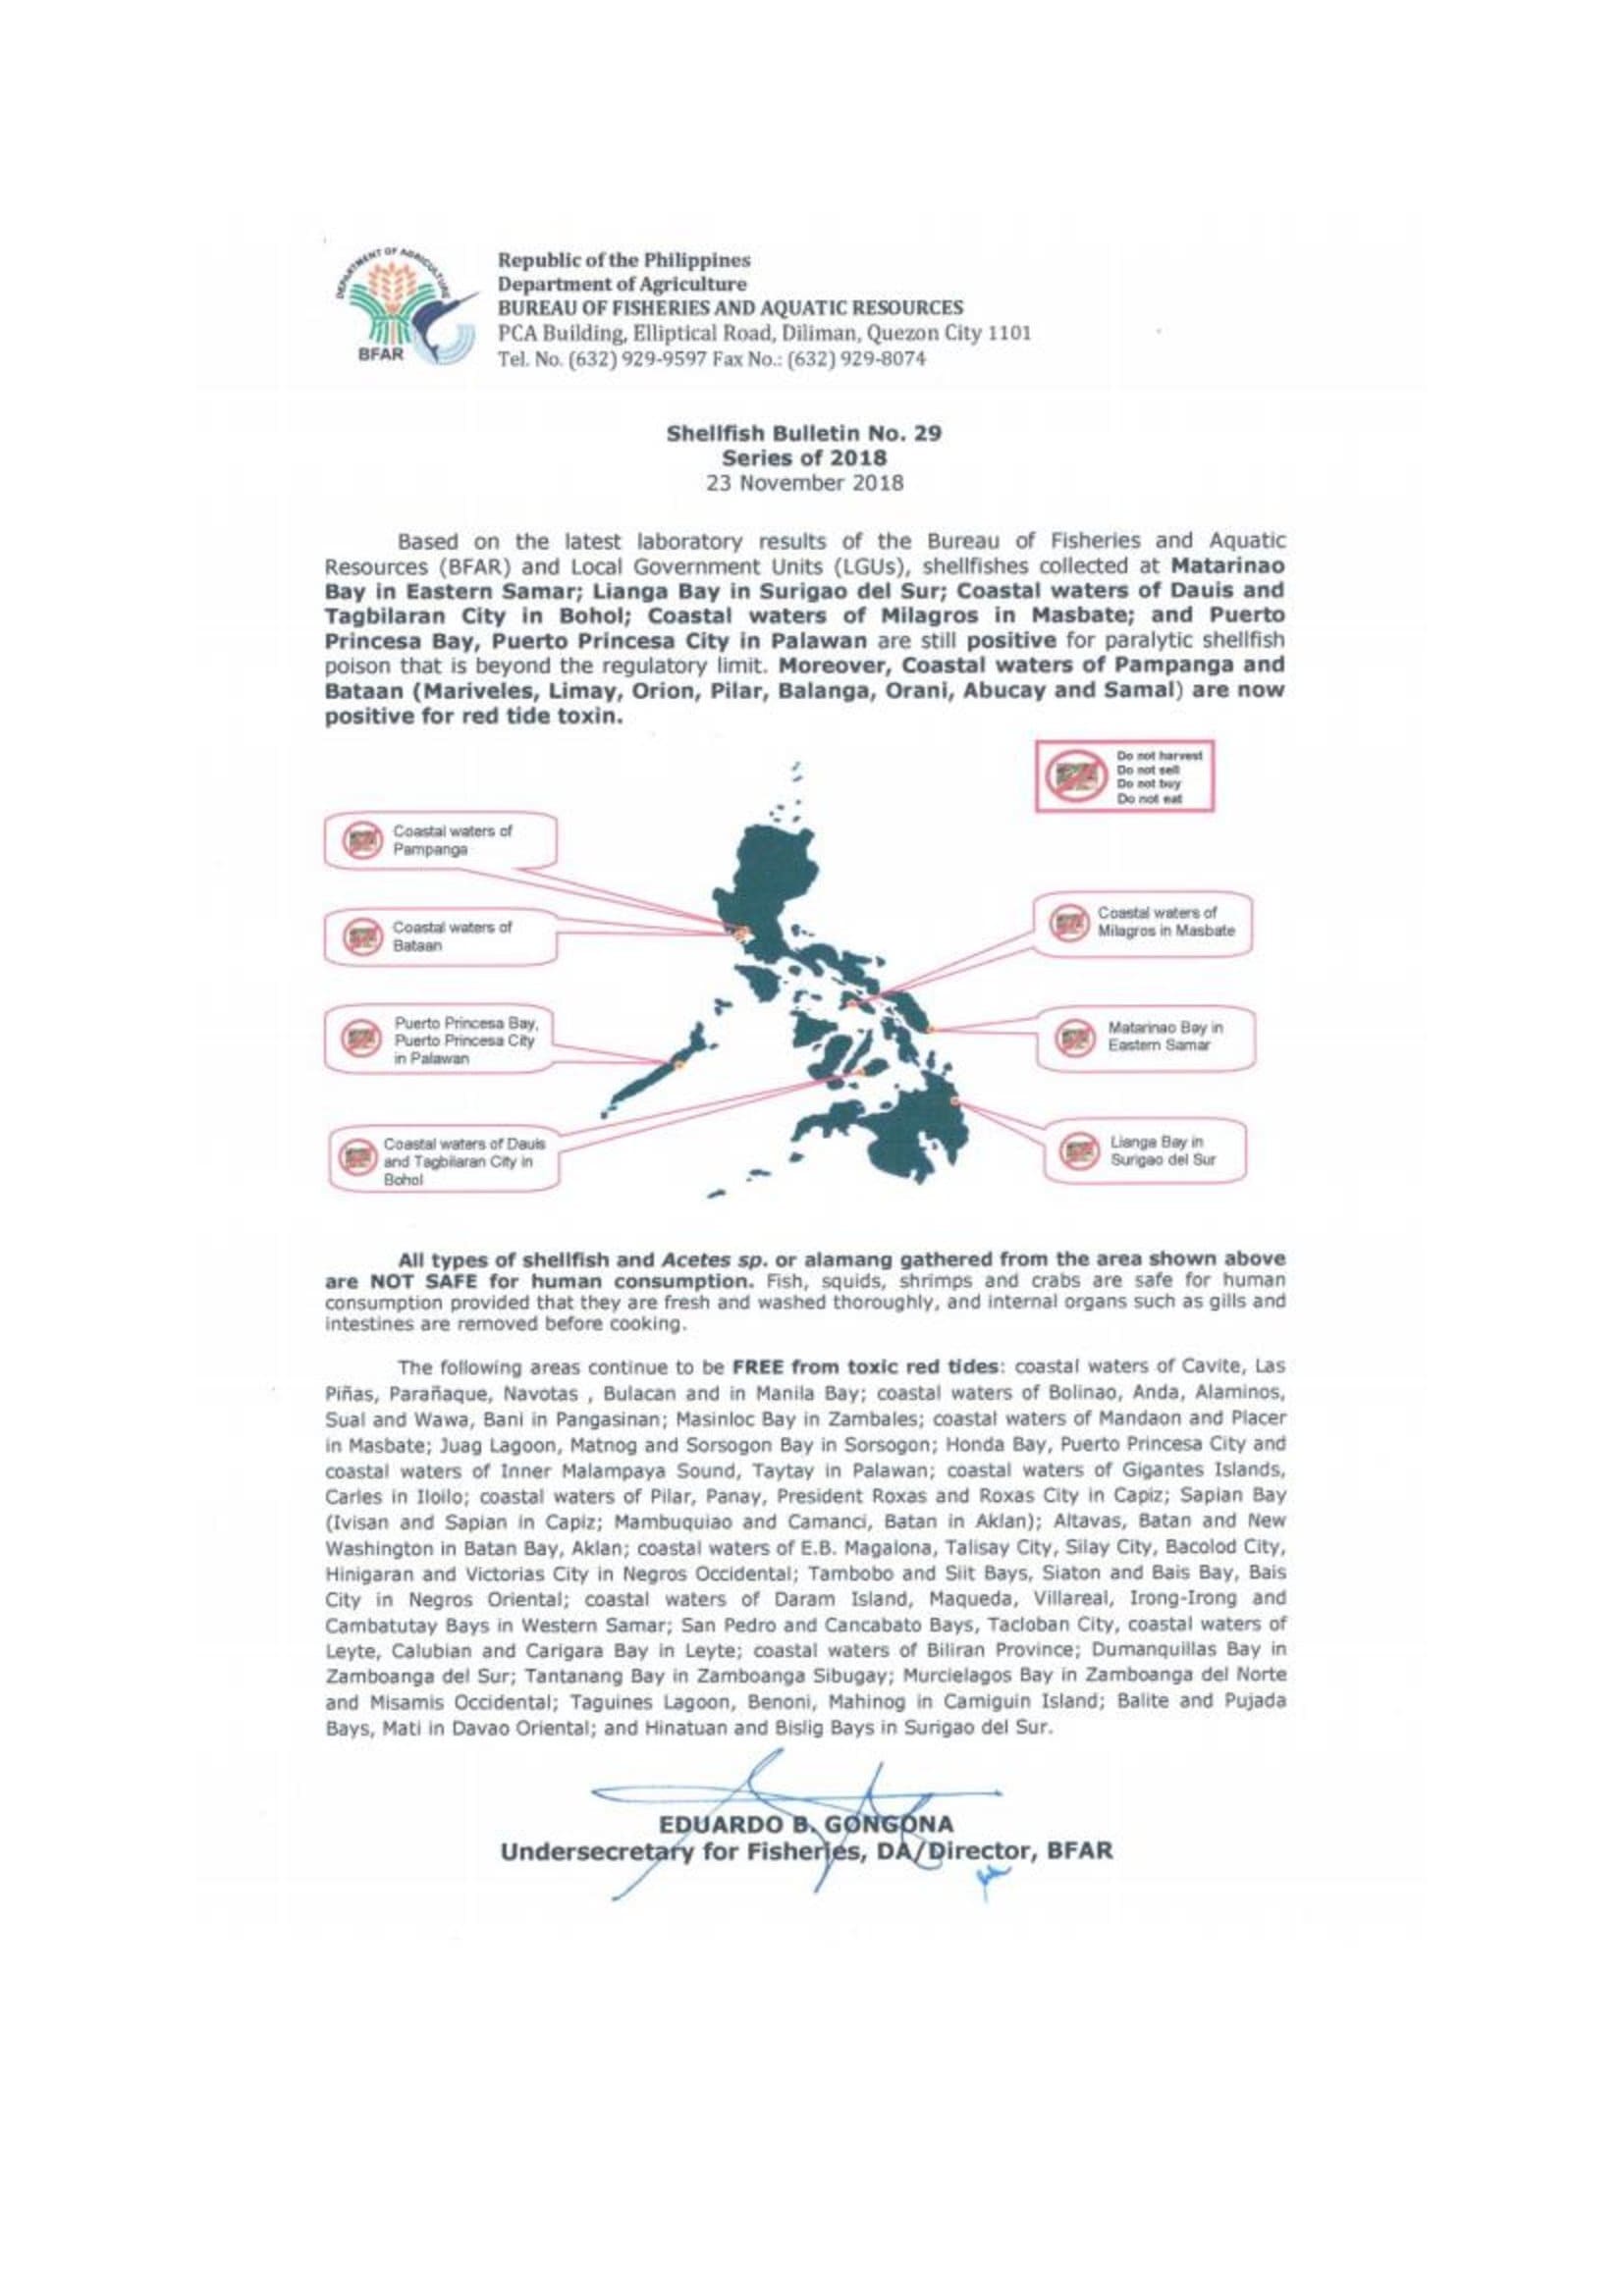 DEPARTMENT OF AGRICULTURE
BFAR
Republic of the Philippines
Department of Agriculture
BUREAU OF FISHERIES AND AQUATIC RESOURCES
PCA Building, Elliptical Road, Diliman, Quezon City 1101
Tel. No. (632) 929-9597 Fax No.: (632) 929-8074
Shellfish Bulletin No. 29
Series of 2018
23 November 2018
Based on the latest laboratory results of the Bureau of Fisheries and Aquatic
Resources (BFAR) and Local Government Units (LGUs), shellfishes collected at Matarinao
Bay in Eastern Samar; Lianga Bay in Surigao del Sur; Coastal waters of Dauis and
Tagbilaran City in Bohol; Coastal waters of Milagros in Masbate; and Puerto
Princesa Bay, Puerto Princesa City in Palawan are still positive for paralytic shellfish
poison that is beyond the regulatory limit. Moreover, Coastal waters of Pampanga and
Bataan (Mariveles, Limay, Orion, Pilar, Balanga, Orani, Abucay and Samal) are now
positive for red tide toxin.
Do not harvest
Do not sell
Do not buy
Do not eat
Coastal waters of
Pampanga
Coastal waters of
Bataan
Puerto Princesa Bay,
Puerto Princesa City
in Palawan
Coastal waters of Dauis
and Tagbilaran City in
Bohol
Coastal waters of
Milagros in Masbate
Matarinao Bay in
Eastern Samar
Lianga Bay in
Surigao del Sur
All types of shellfish and Acetes sp. or alamang gathered from the area shown above
are NOT SAFE for human consumption. Fish, squids, shrimps and crabs are safe for human
consumption provided that they are fresh and washed thoroughly, and internal organs such as gills and
intestines are removed before cooking.
The following areas continue to be FREE from toxic red tides: coastal waters of Cavite, Las
Piñas, Parañaque, Navotas , Bulacan and in Manila Bay; coastal waters of Bolinao, Anda, Alaminos,
Sual and Wawa, Bani in Pangasinan; Masinloc Bay in Zambales; coastal waters of Mandaon and Placer
in Masbate; Juag Lagoon, Matnog and Sorsogon Bay in Sorsogon; Honda Bay, Puerto Princesa City and
coastal waters of Inner Malampaya Sound, Taytay in Palawan; coastal waters of Gigantes Islands,
Carles in Iloilo; coastal waters of Pilar, Panay, President Roxas and Roxas City in Capiz; Sapian Bay
(Ivisan and Sapian in Capiz; Mambuquiao and Camanci, Batan in Aklan); Altavas, Batan and New
Washington in Batan Bay, Aklan; coastal waters of E.B. Magalona, Talisay City, Silay City, Bacolod City,
Hinigaran and Victorias City in Negros Occidental; Tambobo and Siit Bays, Siaton and Bais Bay, Bais
City in Negros Oriental; coastal waters of Daram Island, Maqueda, Villareal, Irong-Irong and
Cambatutay Bays in Western Samar; San Pedro and Cancabato Bays, Tacloban City, coastal waters of
Leyte, Calubian and Carigara Bay in Leyte; coastal waters of Biliran Province; Dumanquillas Bay in
Zamboanga del Sur; Tantanang Bay in Zamboanga Sibugay; Murcielagos Bay in Zamboanga del Norte
and Misamis Occidental; Taguines Lagoon, Benoni, Mahinog in Camiguin Island; Balite and Pujada
Bays, Mati in Davao Oriental; and Hinatuan and Bislig Bays in Surigao del Sur.
EDUARDO B. GONGONA
Undersecretary for Fisheries, DA/Director, BFAR